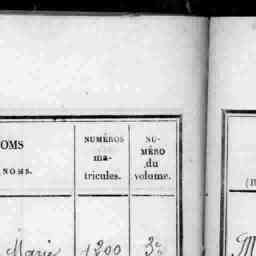 OMS
NOMS.
NUMÉROS
ma-
tricules.
NU-
MÉRO
du
volume.
Marie 1200 3e